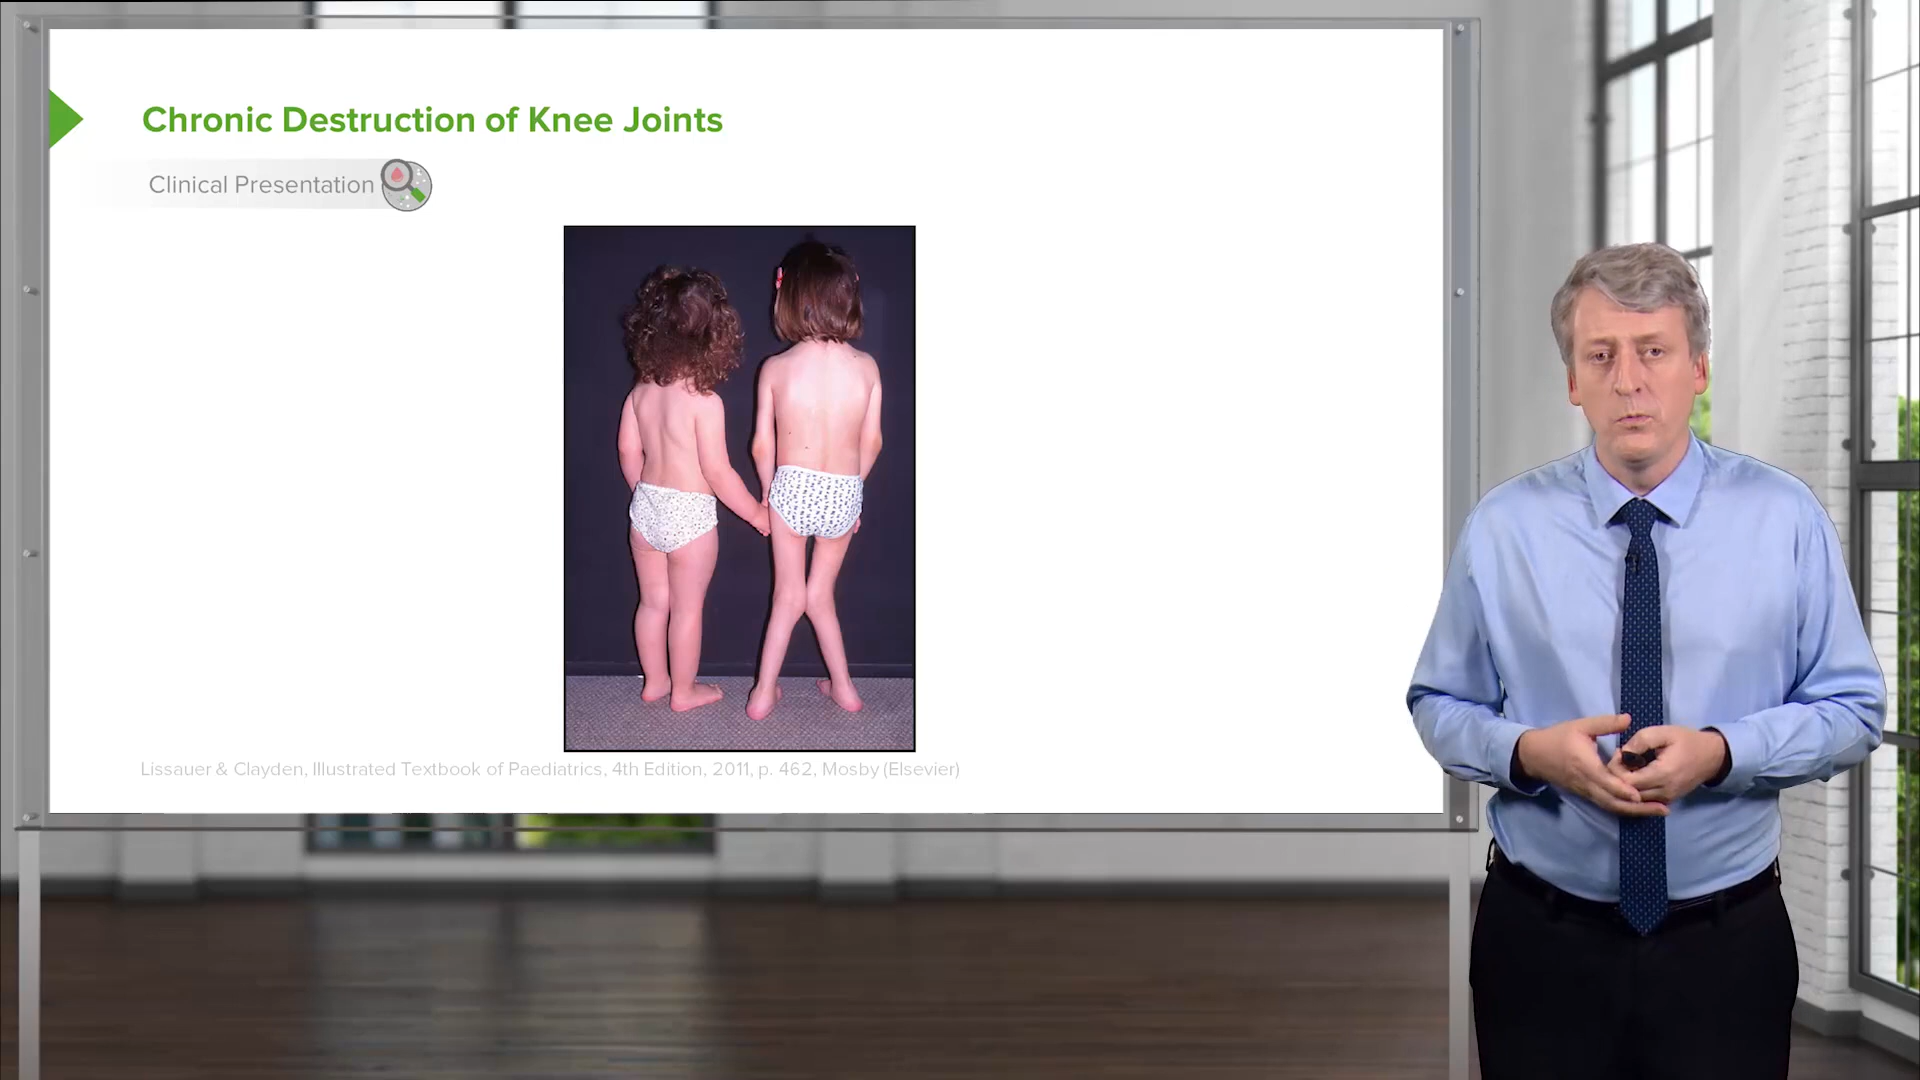 Chronic Destruction of Knee Joints
Clinical Presentation
Lissauer & Clayden, Illustrated Textbook of Paediatrics, 4th Edition, 2011, p. 462, Mosby (Elsevier)